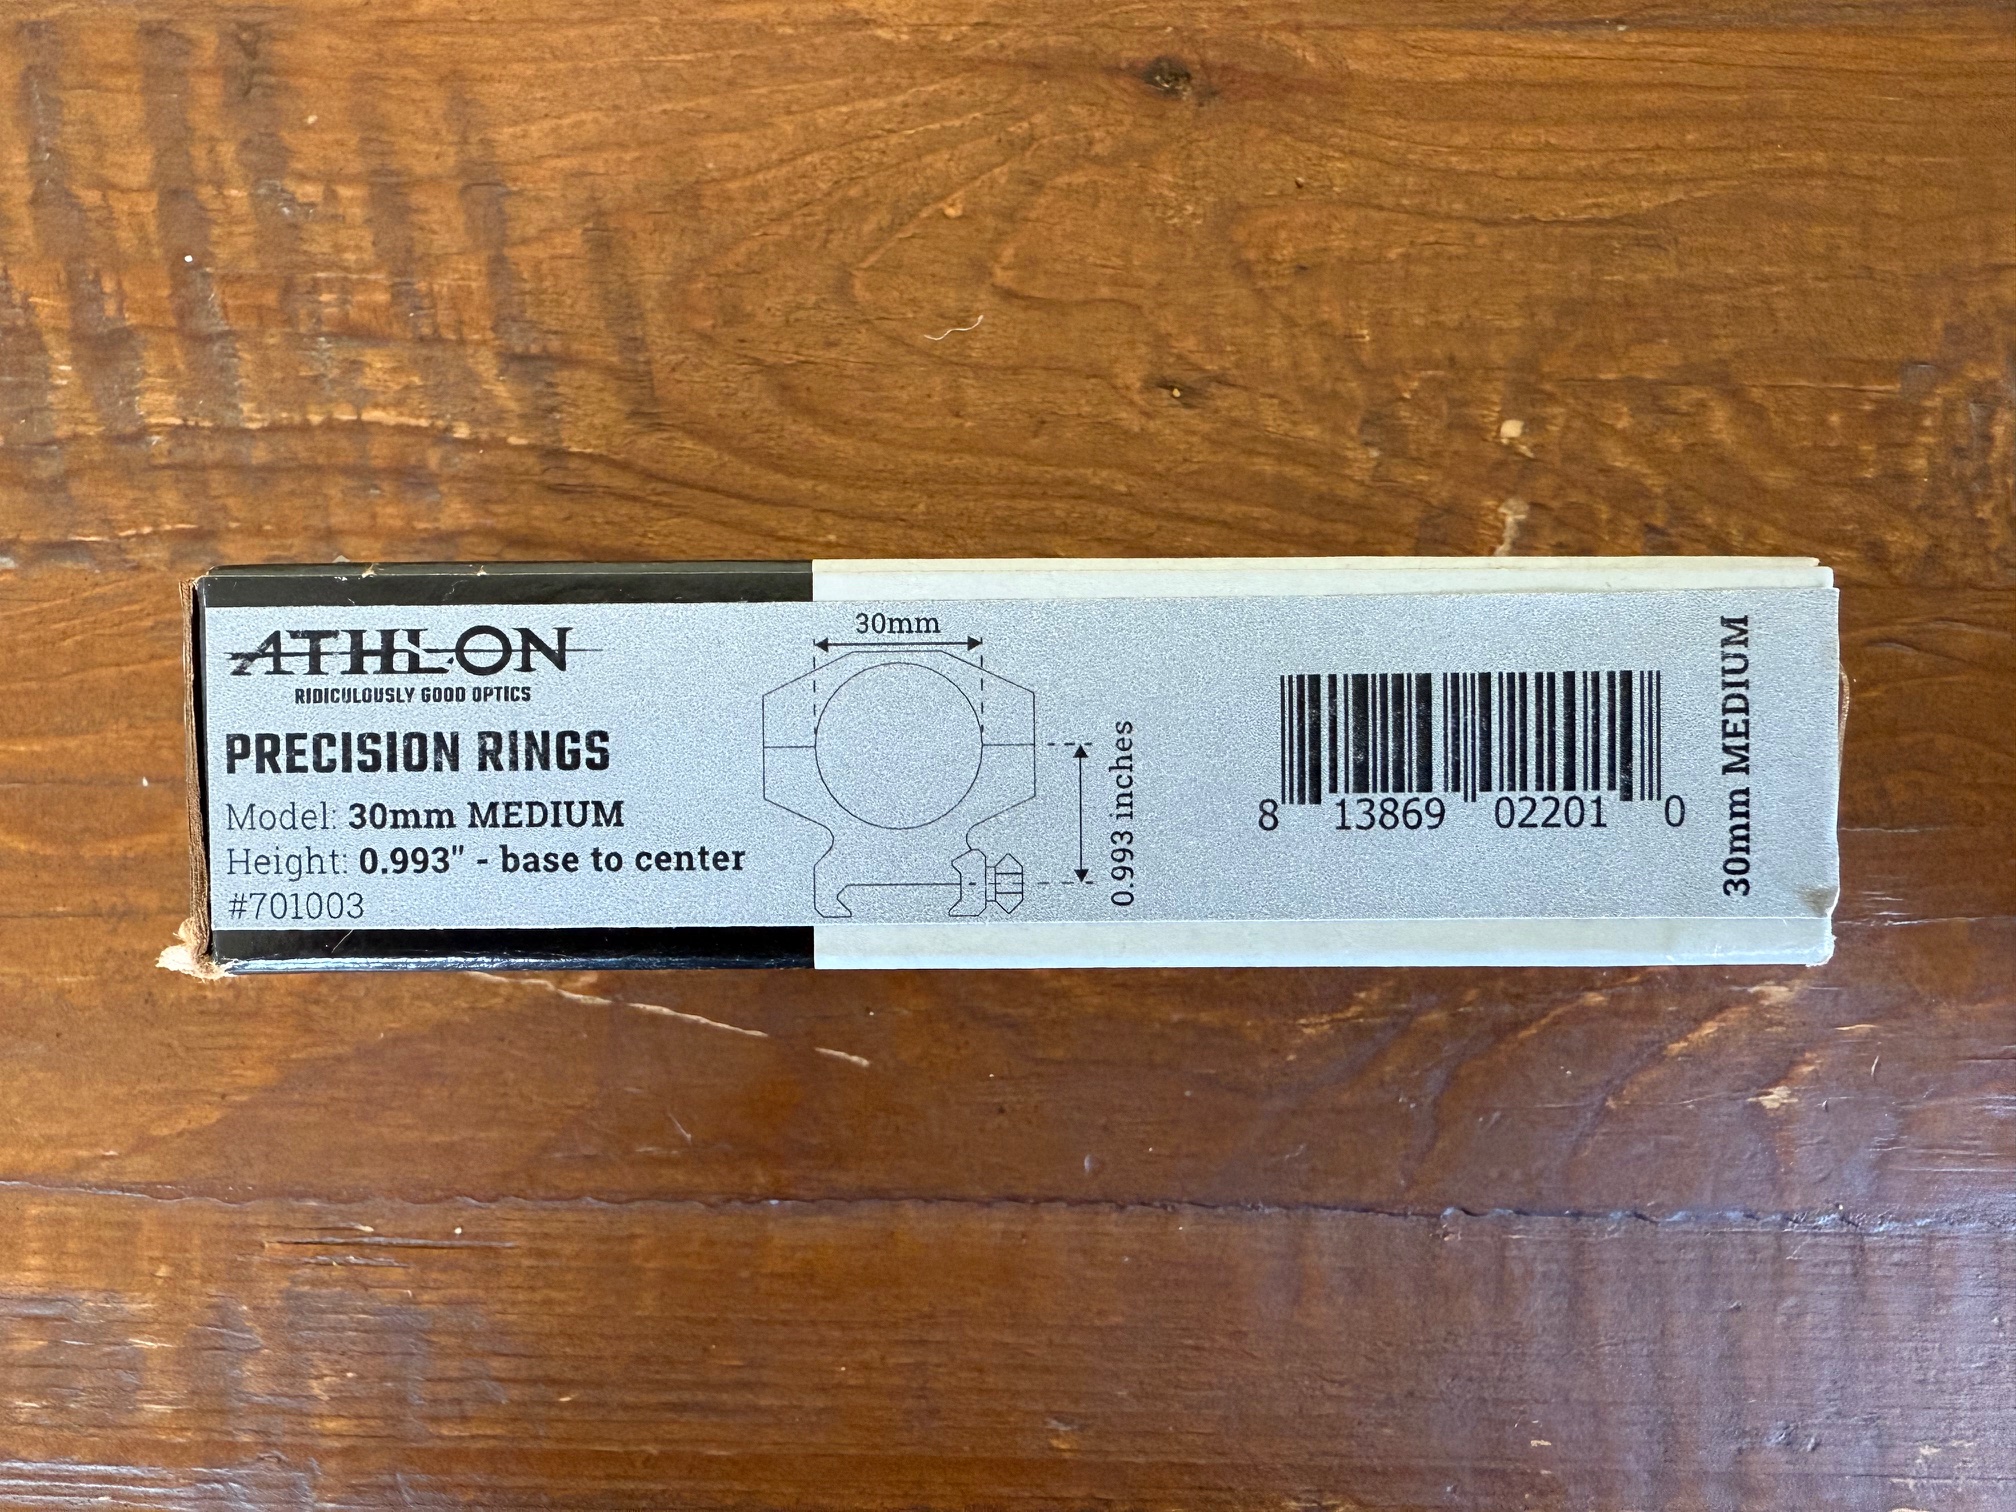 ATHLON
RIDICULOUSLY GOOD OPTICS
PRECISION RINGS
Model: 30mm MEDIUM
Height: 0.993" - base to center
#701003
30mm
0.993 inches
8 13869 02201 0
30mm MEDIUM